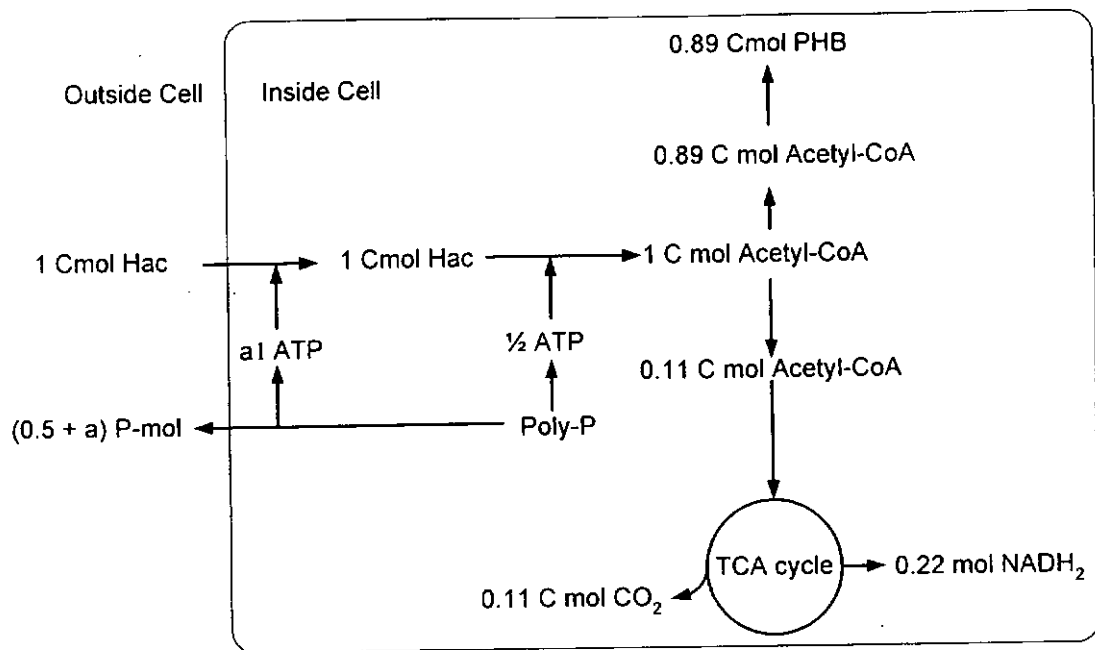 0.89 Cmol PHB
Outside Cell
Inside Cell
0.89 C mol Acetyl-CoA
1 Cmol Hac
1 Cmol Hac
1 C mol Acetyl-CoA
a1 ATP
½ ATP
0.11 C mol Acetyl-CoA
(0.5 + a) P-mol
Poly-P
TCA cycle
0.22 mol NADH₂
0.11 C mol CO₂